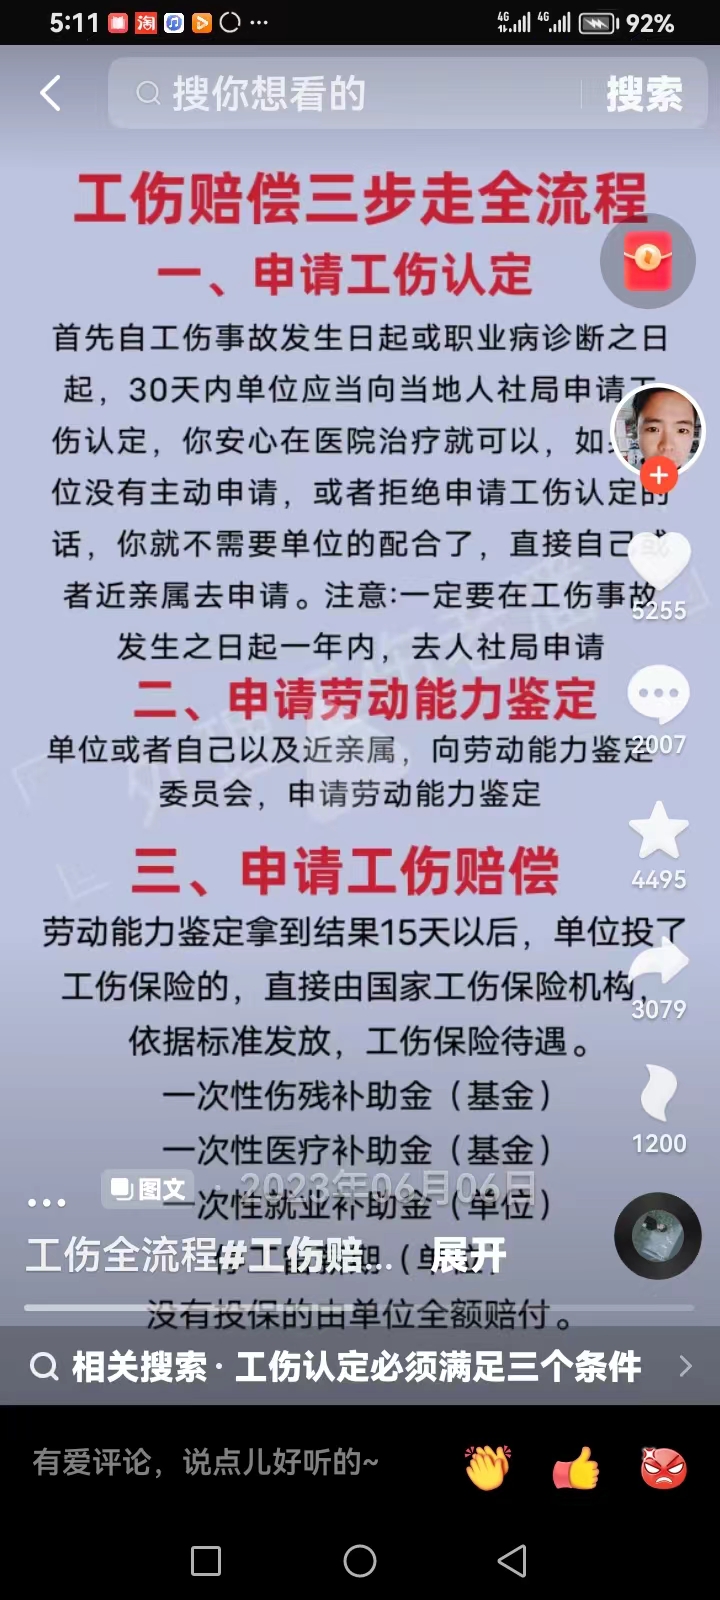 5:11 淘 4G 4G 92%
搜你想看的 搜索
工伤赔偿三步走全流程
一、申请工伤认定
首先自工伤事故发生日起或职业病诊断之日
起，30天内单位应当向当地人社局申请工
伤认定，你安心在医院治疗就可以，如
位没有主动申请，或者拒绝申请工伤认定的
话，你就不需要单位的配合了，直接自己或
者近亲属去申请。注意:一定要在工伤事故
5255
发生之日起一年内，去人社局申请
二、申请劳动能力鉴定
单位或者自己以及近亲属，向劳动能力鉴定
2007
委员会，申请劳动能力鉴定
三、申请工伤赔偿
4495
劳动能力鉴定拿到结果15天以后，单位投了
工伤保险的，直接由国家工伤保险机构，
3079
依据标准发放，工伤保险待遇。
一次性伤残补助金（基金）
一次性医疗补助金（基金）
1200
图文 · 2023年06月06日
一次性就业补助金（单位）
工伤全流程#工伤赔... 展开
没有投保的由单位全额赔付。
相关搜索 · 工伤认定必须满足三个条件
有爱评论，说点儿好听的~